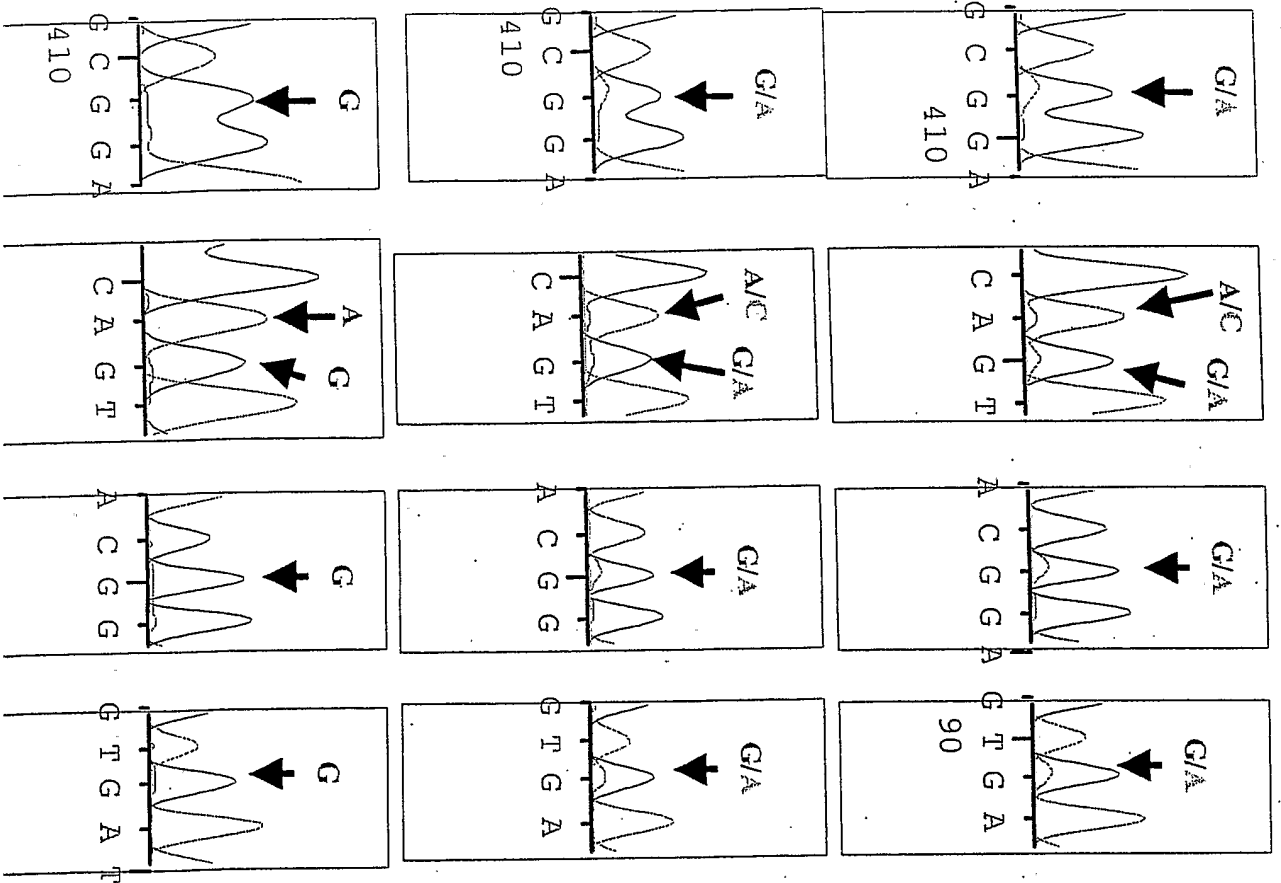 G/A A/C G/A G/A G/A
G C G G A C A G T A C G G A G T G A
410 90
G/A A/C G/A G/A G/A
G C G G A C A G T A C G G G T G A
410
G A G G G
G C G G A C A G T A C G G G T G A T
410